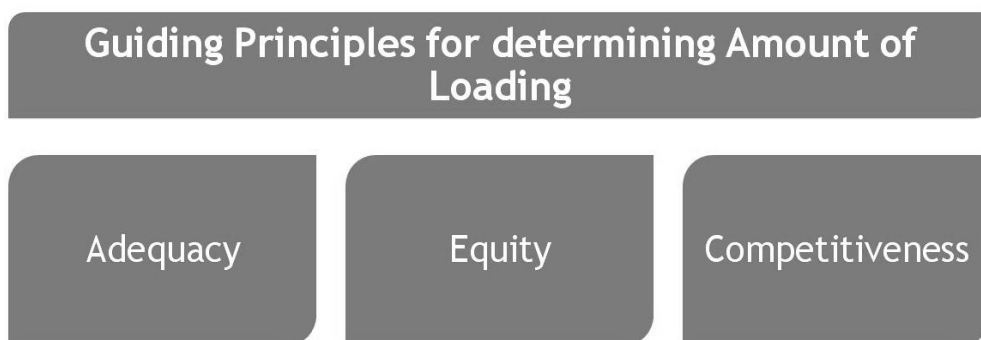 Guiding Principles for determining Amount of
Loading
Adequacy
Equity
Competitiveness